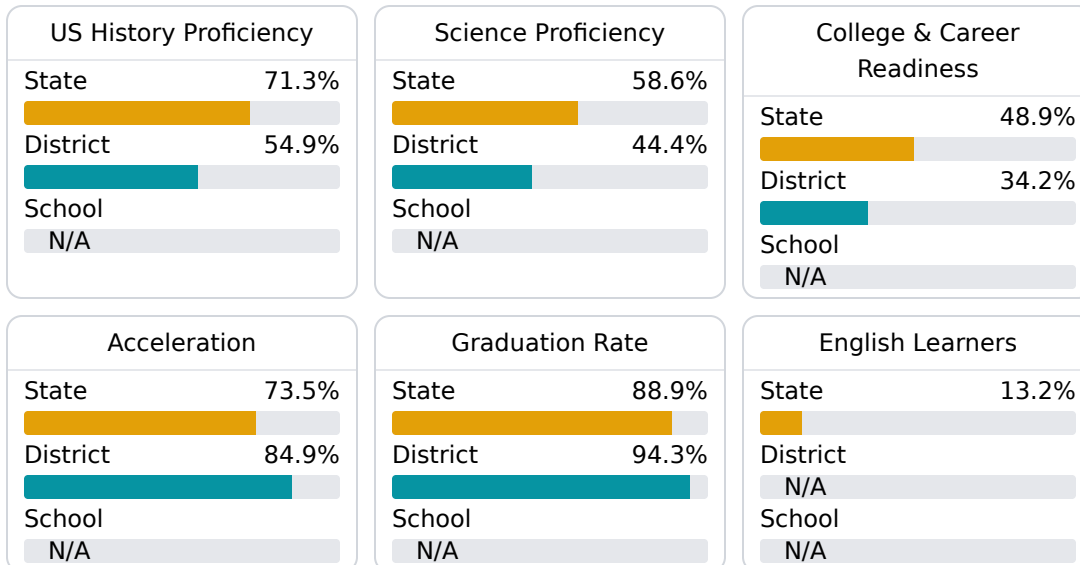 US History Proficiency
State 71.3%
District 54.9%
School
N/A
Science Proficiency
State 58.6%
District 44.4%
School
N/A
College & Career
Readiness
State 48.9%
District 34.2%
School
N/A
Acceleration
State 73.5%
District 84.9%
School
N/A
Graduation Rate
State 88.9%
District 94.3%
School
N/A
English Learners
State 13.2%
District
N/A
School
N/A